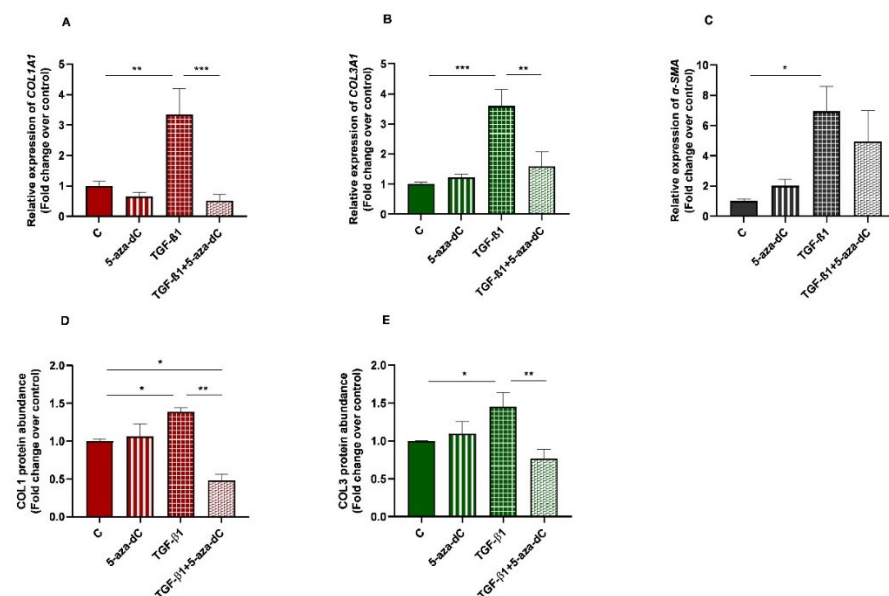 A
Relative expression of COL1A1
(Fold change over control)
5
4
3
2
1
0
**
***
C
5-aza-dC
TGF-ß1
TGF-ß1+5-aza-dC
B
Relative expression of COL3A1
(Fold change over control)
5
4
3
2
1
0
***
**
C
5-aza-dC
TGF-ß1
TGF-ß1+5-aza-dC
C
Relative expression of α-SMA
(Fold change over control)
10
8
6
4
2
0
*
C
5-aza-dC
TGF-ß1
TGF-ß1+5-aza-dC
D
COL1 protein abundance
(Fold change over control)
2.0
1.5
1.0
0.5
0.0
*
*
**
C
5-aza-dC
TGF-β1
TGF-β1+5-aza-dC
E
COL3 protein abundance
(Fold change over control)
2.0
1.5
1.0
0.5
0.0
*
**
C
5-aza-dC
TGF-β1
TGF-β1+5-aza-dC